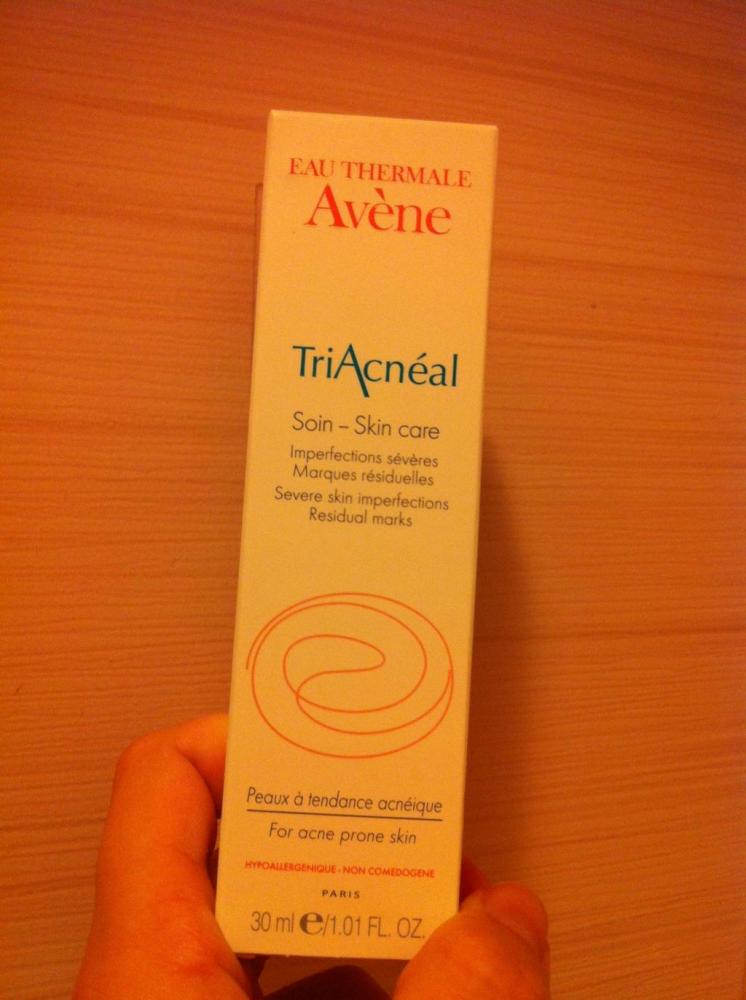 EAU THERMALE
Avène
TriAcnéal
Soin – Skin care
Imperfections sévères
Marques résiduelles
Severe skin imperfections
Residual marks
Peaux à tendance acnéique
For acne prone skin
HYPOALLERGENIQUE - NON COMEDOGENE
PARIS
30 ml e/1.01 FL. OZ.